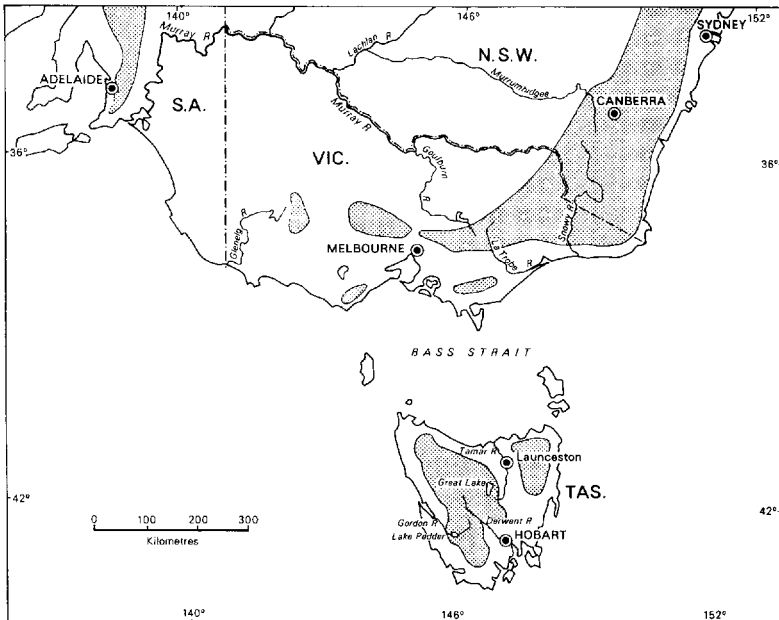 140°
146°
152°
SYDNEY
Murray R
Lachlan R
N.S.W.
Murrumbidgee
ADELAIDE
S.A.
CANBERRA
Murray R
36°
36°
VIC.
Goulburn
R
Glenelg R
MELBOURNE
Snowy R
La Trobe R
BASS STRAIT
Tamar R
Launceston
Great Lake
TAS.
42°
42°
0 100 200 300
Kilometres
Gordon R
Derwent R
Lake Pedder
HOBART
140°
146°
152°